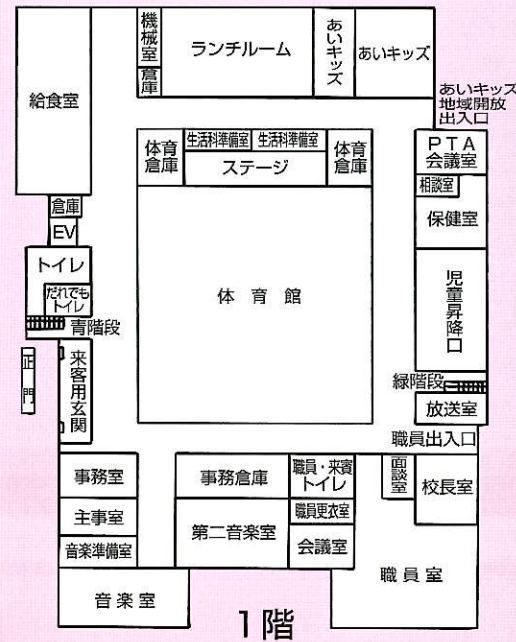 機械室
倉庫
ランチルーム
あいキッズ
あいキッズ
給食室
あいキッズ
地域開放
出入口
体育
倉庫
生活科準備室
生活科準備室
ステージ
体育
倉庫
PTA
会議室
相談室
保健室
倉庫
EV
トイレ
だれでも
トイレ
青階段
体育館
児童昇降口
正門
来客用玄関
緑階段
放送室
職員出入口
事務室
主事室
音楽準備室
音楽室
事務倉庫
第二音楽室
職員・来賓
トイレ
職員更衣室
会議室
面談室
校長室
職員室
1階